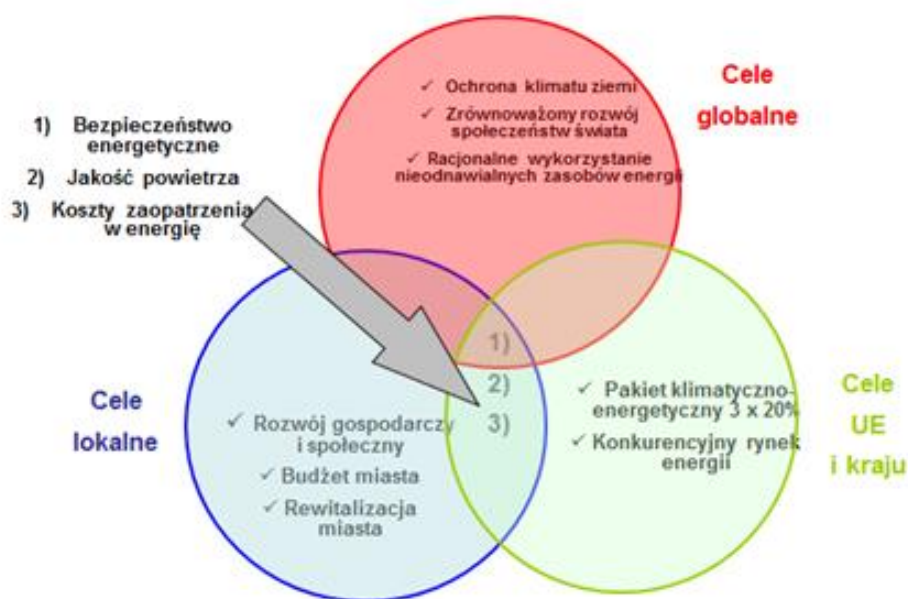 ✓ Ochrona klimatu ziemi
✓ Zrównoważony rozwój
społeczeństw świata
✓ Racjonalne wykorzystanie
nieodnawialnych zasobów energii
Cele
globalne
1) Bezpieczeństwo
energetyczne
2) Jakość powietrza
3) Koszty zaopatrzenia
w energię
1)
2)
3)
Cele
lokalne
✓ Rozwój gospodarczy
i społeczny
✓ Budżet miasta
✓ Rewitalizacja
miasta
✓ Pakiet klimatyczno-
energetyczny 3 x 20%
✓ Konkurencyjny rynek
energii
Cele
UE
i kraju